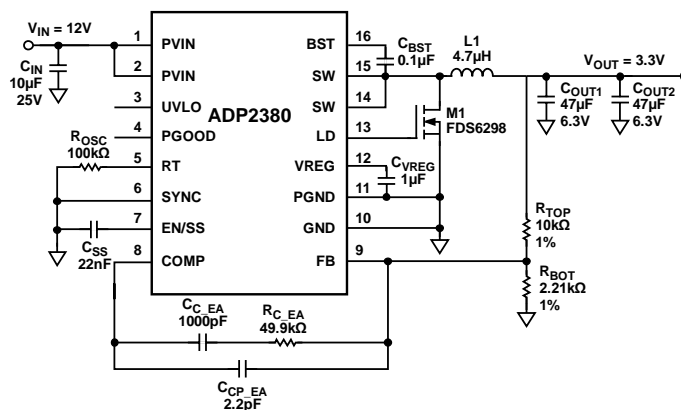 V_IN = 12V
C_IN
10µF
25V
1 PVIN
2 PVIN
3 UVLO
4 PGOOD
R_OSC
100kΩ
5 RT
6 SYNC
7 EN/SS
C_SS
22nF
8 COMP
ADP2380
BST 16
SW 15
SW 14
LD 13
VREG 12
PGND 11
GND 10
FB 9
C_BST
0.1µF
L1
4.7µH
M1
FDS6298
C_VREG
1µF
V_OUT = 3.3V
C_OUT1
47µF
6.3V
C_OUT2
47µF
6.3V
R_TOP
10kΩ
1%
R_BOT
2.21kΩ
1%
C_C_EA
1000pF
R_C_EA
49.9kΩ
C_CP_EA
2.2pF